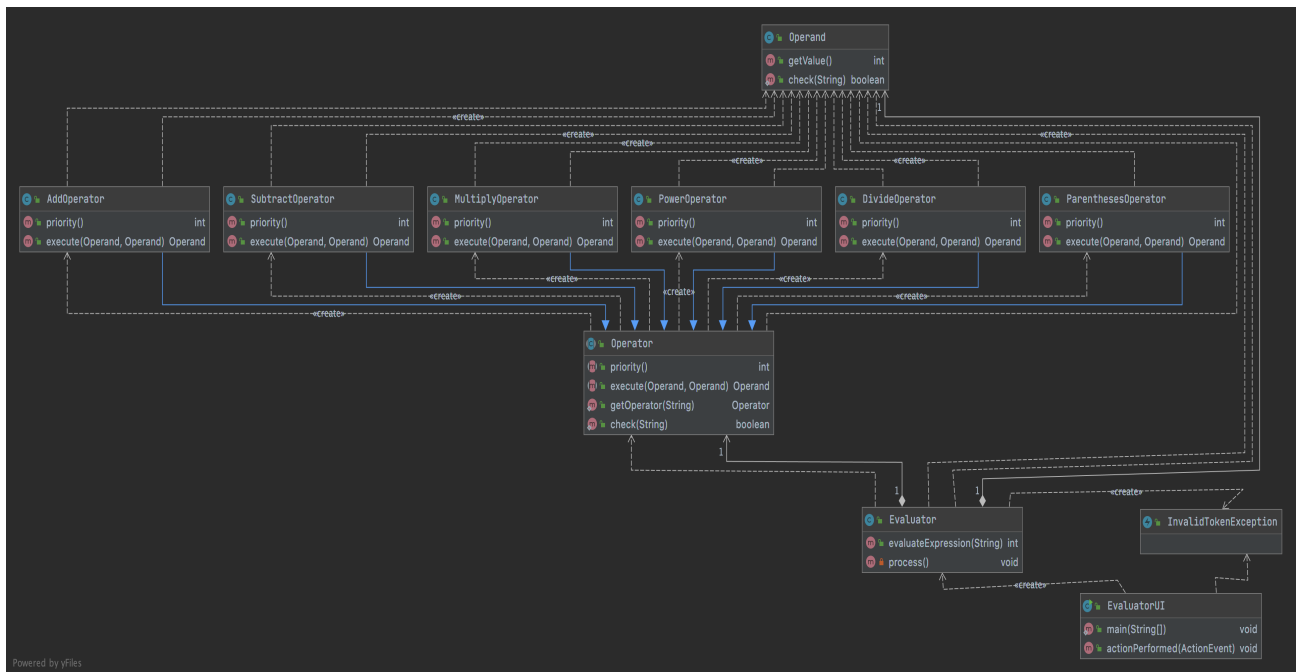 Operand
getValue() int
check(String) boolean
1
«create»
«create»
«create»
«create»
«create»
AddOperator
priority() int
execute(Operand, Operand) Operand
SubtractOperator
priority() int
execute(Operand, Operand) Operand
MultiplyOperator
priority() int
execute(Operand, Operand) Operand
PowerOperator
priority() int
execute(Operand, Operand) Operand
DivideOperator
priority() int
execute(Operand, Operand) Operand
ParenthesesOperator
priority() int
execute(Operand, Operand) Operand
«create»
«create»
«create»
«create»
«create»
«create»
Operator
priority() int
execute(Operand, Operand) Operand
getOperator(String) Operator
check(String) boolean
1
1
1
«create»
Evaluator
evaluateExpression(String) int
process() void
InvalidTokenException
«create»
EvaluatorUI
main(String[]) void
actionPerformed(ActionEvent) void
Powered by yFiles